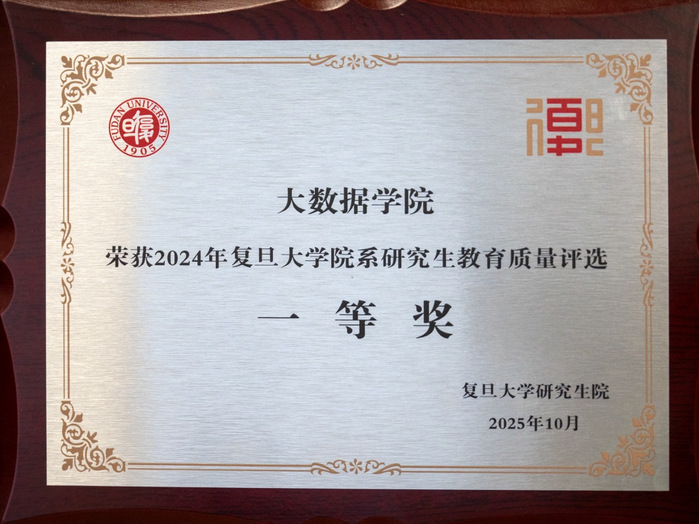 FUDAN UNIVERSITY
1905
大数据学院
荣获2024年复旦大学院系研究生教育质量评选
一等奖
复旦大学研究生院
2025年10月